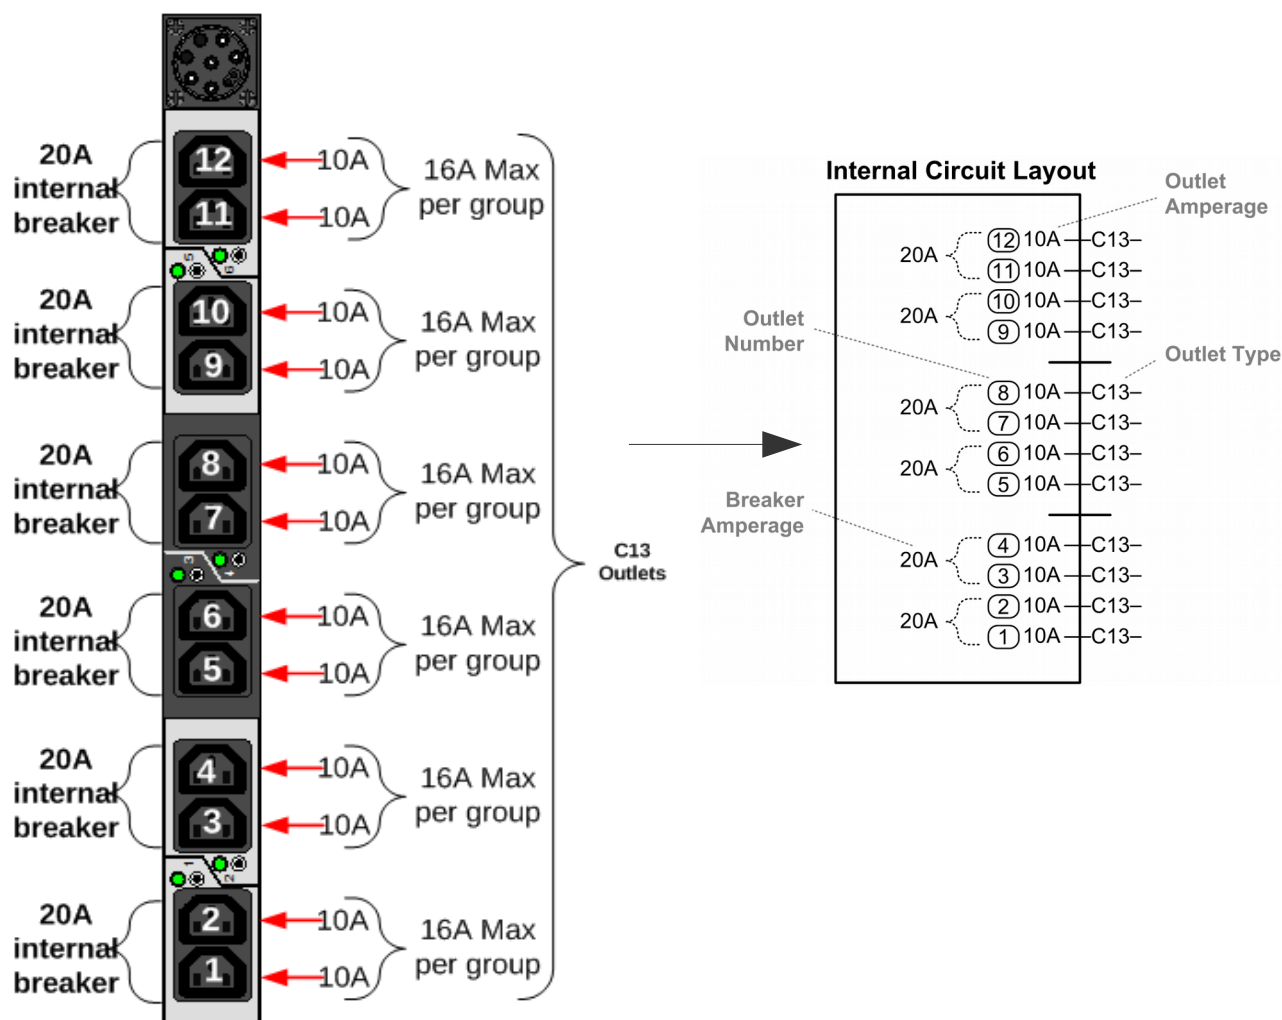 20A
internal
breaker
12
11
10A
10A
16A Max
per group
5
6
20A
internal
breaker
10
9
10A
10A
16A Max
per group
20A
internal
breaker
8
7
10A
10A
16A Max
per group
3
4
20A
internal
breaker
6
5
10A
10A
16A Max
per group
20A
internal
breaker
4
3
10A
10A
16A Max
per group
1
2
20A
internal
breaker
2
1
10A
10A
16A Max
per group
C13
Outlets
Internal Circuit Layout
Outlet
Amperage
20A
12 10A C13
11 10A C13
20A
10 10A C13
9 10A C13
Outlet
Number
Outlet Type
20A
8 10A C13
7 10A C13
20A
6 10A C13
5 10A C13
Breaker
Amperage
20A
4 10A C13
3 10A C13
20A
2 10A C13
1 10A C13